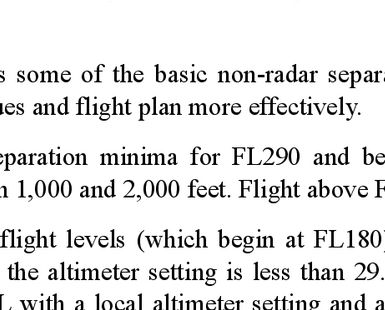 s some of the basic non-radar separa
ues and flight plan more effectively.
eparation minima for FL290 and be
n 1,000 and 2,000 feet. Flight above F
flight levels (which begin at FL180)
the altimeter setting is less than 29.
L with a local altimeter setting and a